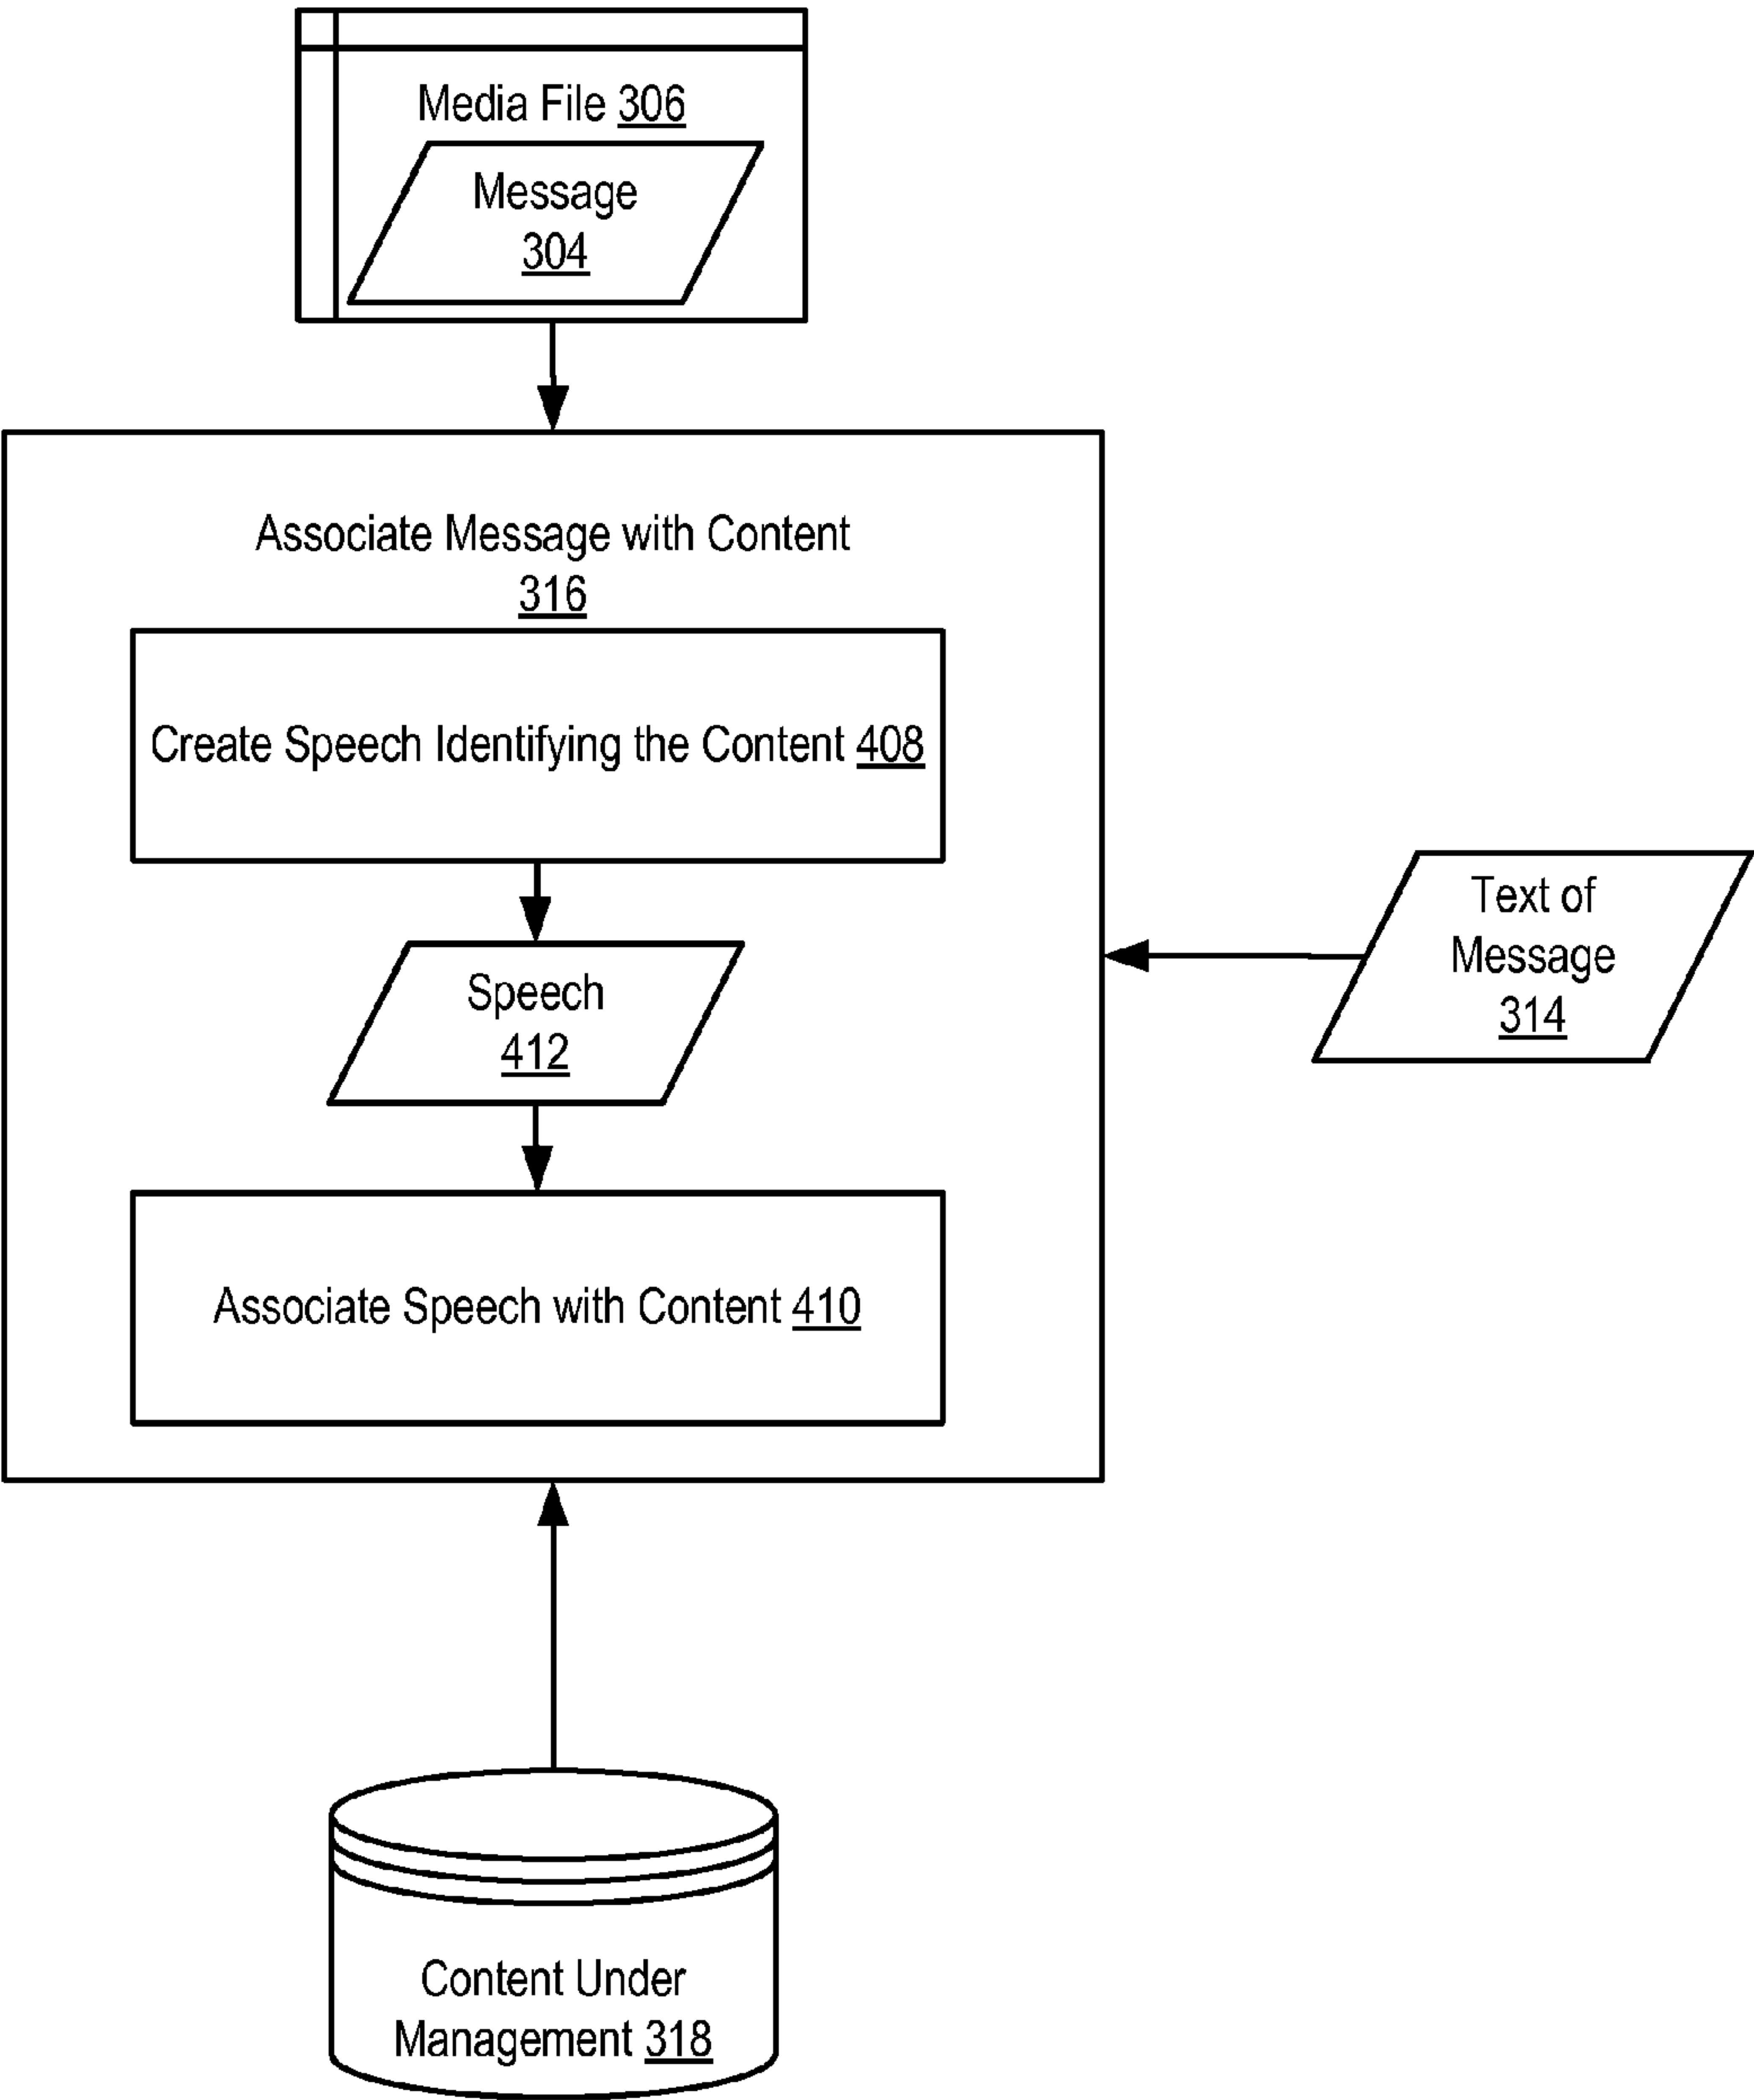 Media File 306
Message
304
Associate Message with Content
316
Create Speech Identifying the Content 408
Speech
412
Associate Speech with Content 410
Text of
Message
314
Content Under
Management 318